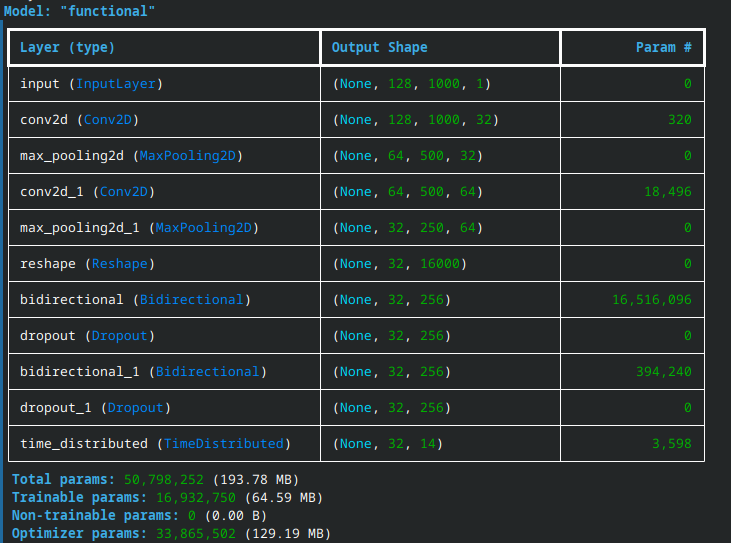 Model: "functional"
Layer (type) Output Shape Param #
input (InputLayer) (None, 128, 1000, 1) 0
conv2d (Conv2D) (None, 128, 1000, 32) 320
max_pooling2d (MaxPooling2D) (None, 64, 500, 32) 0
conv2d_1 (Conv2D) (None, 64, 500, 64) 18,496
max_pooling2d_1 (MaxPooling2D) (None, 32, 250, 64) 0
reshape (Reshape) (None, 32, 16000) 0
bidirectional (Bidirectional) (None, 32, 256) 16,516,096
dropout (Dropout) (None, 32, 256) 0
bidirectional_1 (Bidirectional) (None, 32, 256) 394,240
dropout_1 (Dropout) (None, 32, 256) 0
time_distributed (TimeDistributed) (None, 32, 14) 3,598
Total params: 50,798,252 (193.78 MB)
Trainable params: 16,932,750 (64.59 MB)
Non-trainable params: 0 (0.00 B)
Optimizer params: 33,865,502 (129.19 MB)